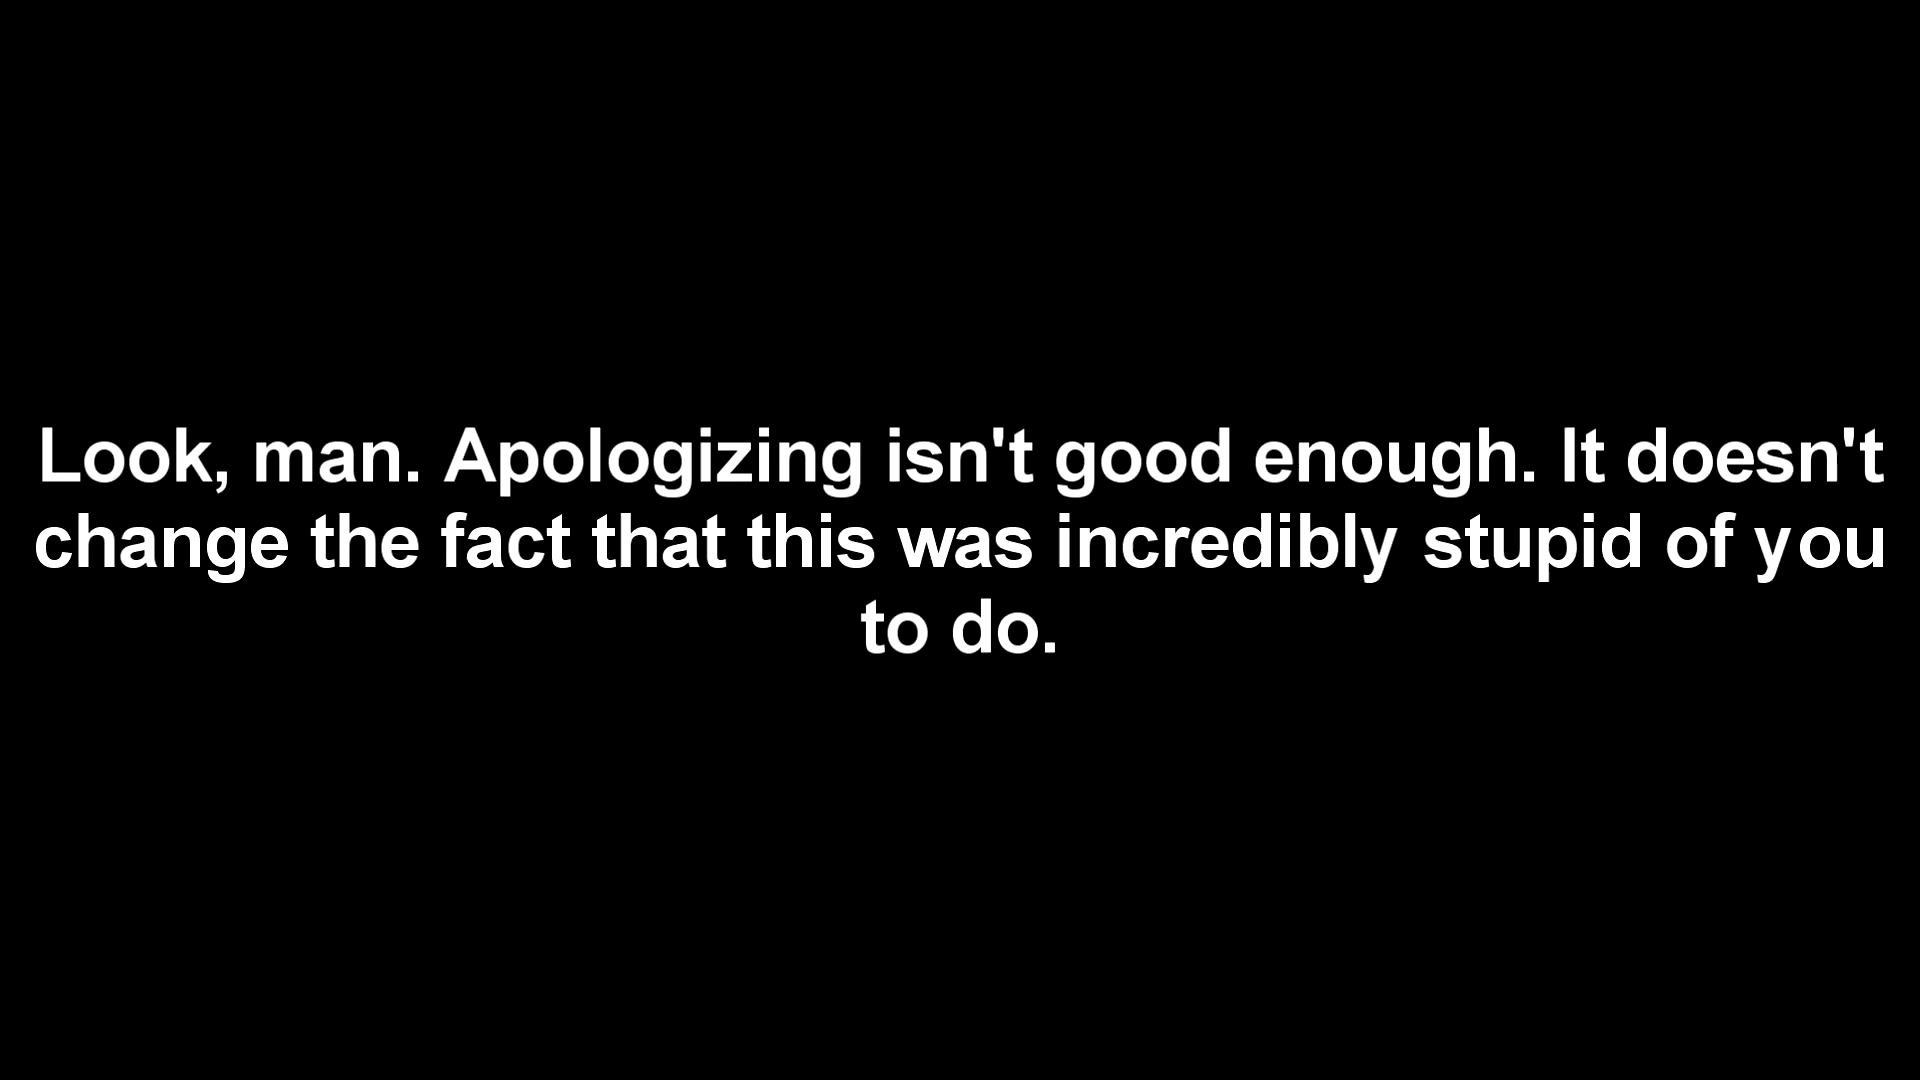 Look, man. Apologizing isn't good enough. It doesn't
change the fact that this was incredibly stupid of you
to do.